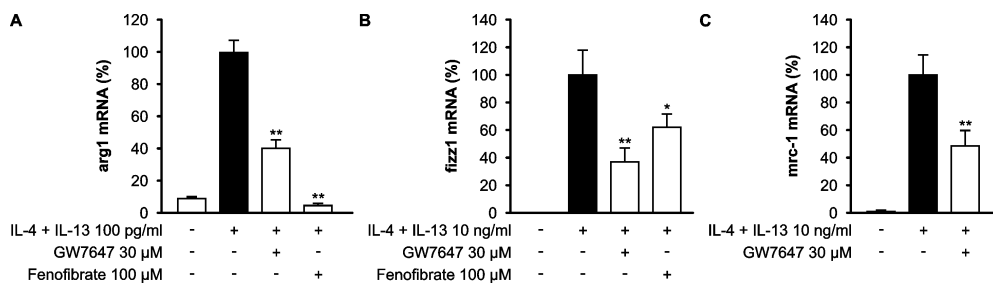 A
arg1 mRNA (%)
120
100
80
60
40
20
0
**
**
IL-4 + IL-13 100 pg/ml - + + +
GW7647 30 µM - - + -
Fenofibrate 100 µM - - - +
B
fizz1 mRNA (%)
140
120
100
80
60
40
20
0
**
*
IL-4 + IL-13 10 ng/ml - + + +
GW7647 30 µM - - + -
Fenofibrate 100 µM - - - +
C
mrc-1 mRNA (%)
140
120
100
80
60
40
20
0
**
IL-4 + IL-13 10 ng/ml - + +
GW7647 30 µM - - +